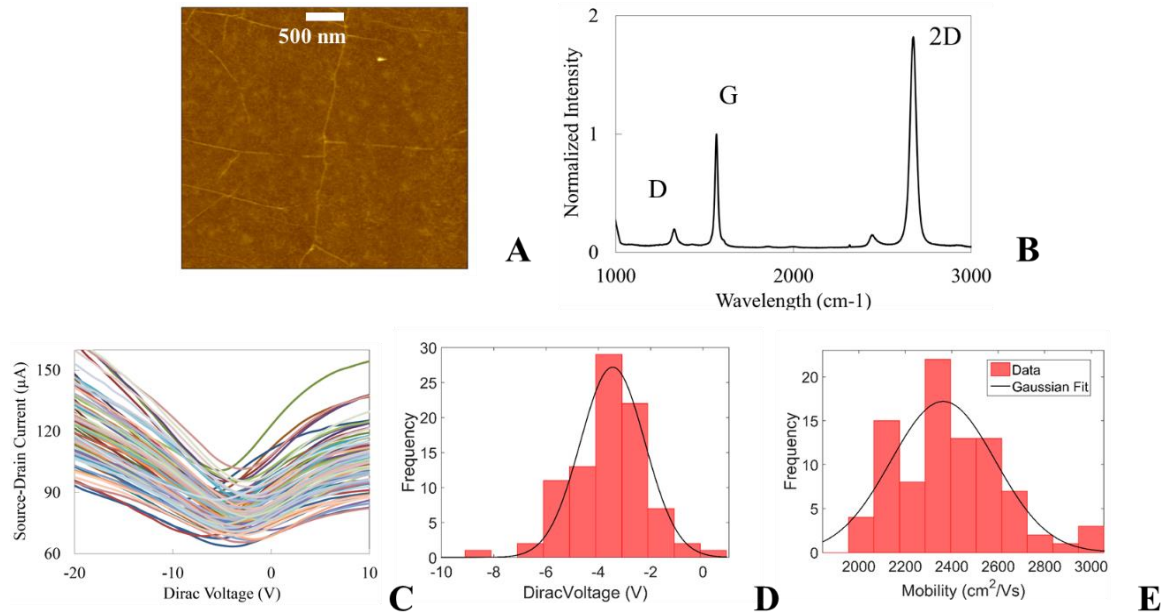 500 nm
A
2
1
0
Normalized Intensity
D
G
2D
1000
2000
3000
Wavelength (cm-1)
B
160
130
100
90
60
Source-Drain Current (µA)
-20
-10
0
10
Dirac Voltage (V)
C
30
25
20
15
10
5
0
Frequency
-10
-8
-6
-4
-2
0
DiracVoltage (V)
D
20
15
10
5
0
Frequency
Data
Gaussian Fit
2000
2200
2400
2600
2800
3000
Mobility (cm²/Vs)
E